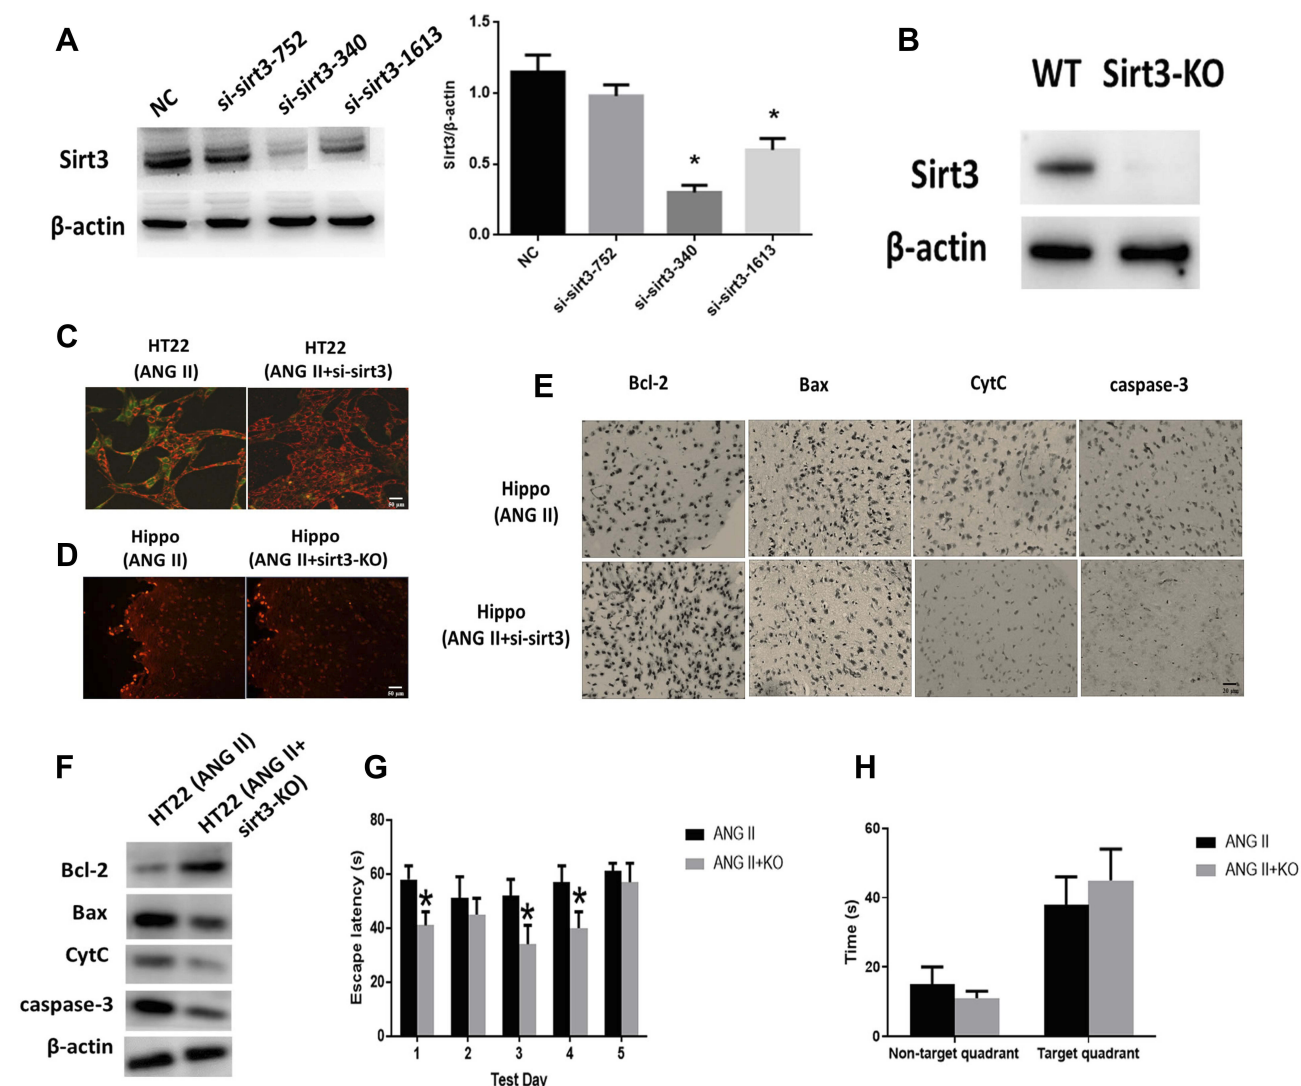 A
NC
si-sirt3-752
si-sirt3-340
si-sirt3-1613
Sirt3
β-actin
Sirt3/β-actin
1.5
1.0
0.5
0.0
*
*
NC
si-sirt3-752
si-sirt3-340
si-sirt3-1613
B
WT Sirt3-KO
Sirt3
β-actin
C
HT22
(ANG II)
HT22
(ANG II+si-sirt3)
50 μm
D
Hippo
(ANG II)
Hippo
(ANG II+sirt3-KO)
50 μm
E
Bcl-2
Bax
CytC
caspase-3
Hippo
(ANG II)
Hippo
(ANG II+si-sirt3)
20 μm
F
HT22 (ANG II)
HT22 (ANG II+
sirt3-KO)
Bcl-2
Bax
CytC
caspase-3
β-actin
G
Escape latency (s)
80
60
40
20
0
*
*
*
1 2 3 4 5
Test Day
ANG II
ANG II+KO
H
Time (s)
60
40
20
0
Non-target quadrant
Target quadrant
ANG II
ANG II+KO